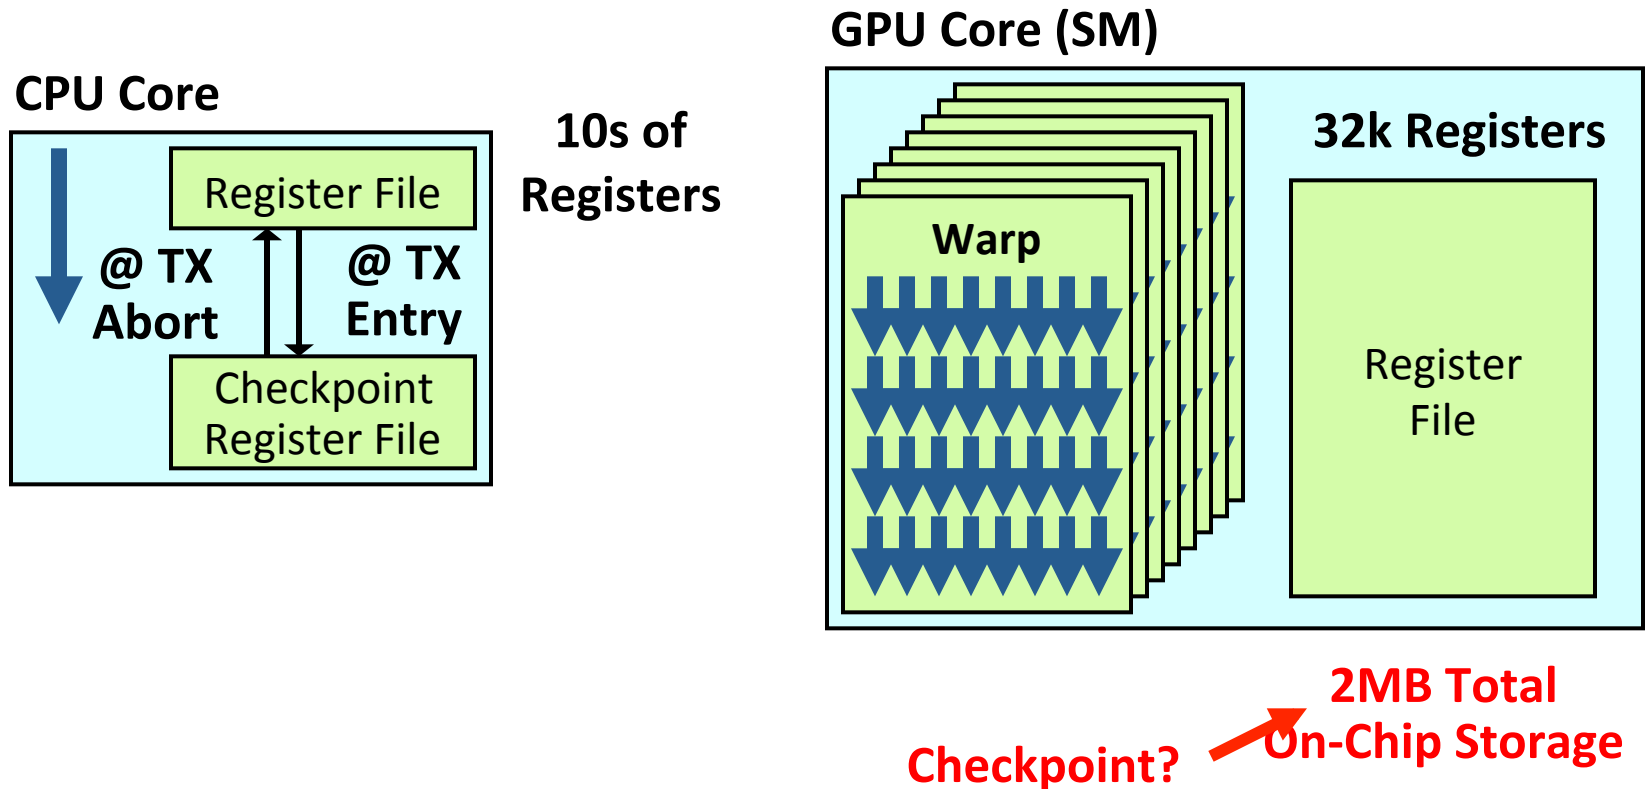 CPU Core
Register File
@ TX
Abort
@ TX
Entry
Checkpoint
Register File
10s of
Registers
GPU Core (SM)
Warp
32k Registers
Register
File
Checkpoint?
2MB Total
On-Chip Storage